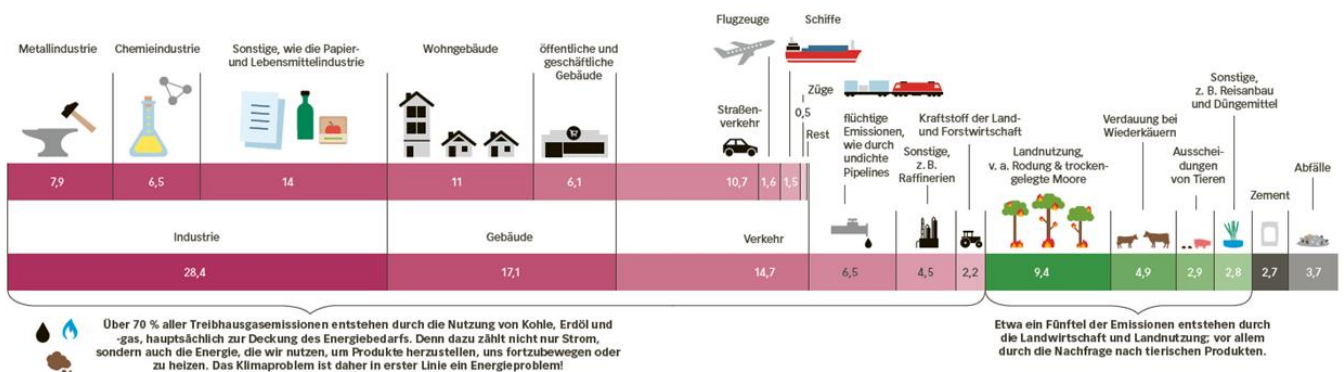 Metallindustrie
Chemieindustrie
Sonstige, wie die Papier-
und Lebensmittelindustrie
Wohngebäude
öffentliche und
geschäftliche
Gebäude
Flugzeuge
Schiffe
Straßen-
verkehr
Züge
0,5
Rest
flüchtige
Emissionen,
wie durch
undichte
Pipelines
Kraftstoff der Land-
und Forstwirtschaft
Sonstige,
z. B.
Raffinerien
Landnutzung,
v. a. Rodung & trocken-
gelegte Moore
Verdauung bei
Wiederkäuern
Ausschei-
dungen
von Tieren
Sonstige,
z. B. Reisanbau
und Düngemittel
Zement
Abfälle
7,9 6,5 14 11 6,1 10,7 1,6 1,5
Industrie Gebäude Verkehr
28,4 17,1 14,7 6,5 4,5 2,2 9,4 4,9 2,9 2,8 2,7 3,7
Über 70 % aller Treibhausgasemissionen entstehen durch die Nutzung von Kohle, Erdöl und
-gas, hauptsächlich zur Deckung des Energiebedarfs. Denn dazu zählt nicht nur Strom,
sondern auch die Energie, die wir nutzen, um Produkte herzustellen, uns fortzubewegen oder
zu heizen. Das Klimaproblem ist daher in erster Linie ein Energieproblem!
Etwa ein Fünftel der Emissionen entstehen durch
die Landwirtschaft und Landnutzung; vor allem
durch die Nachfrage nach tierischen Produkten.